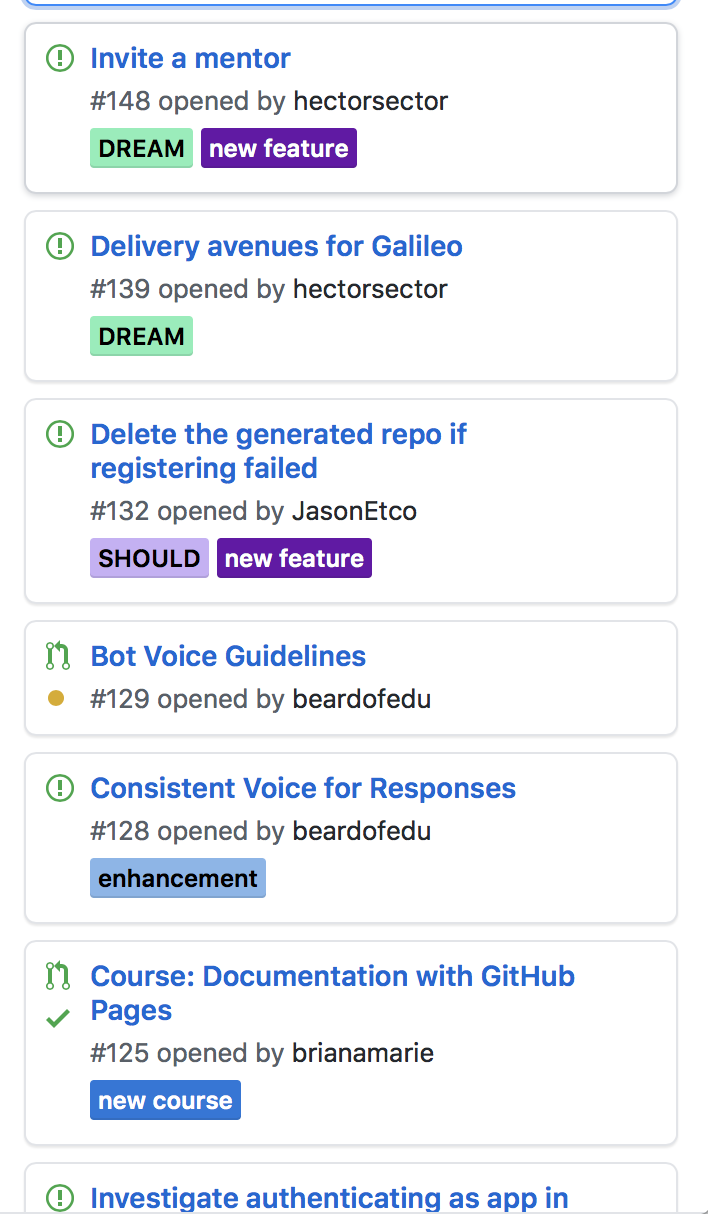 Invite a mentor
#148 opened by hectorsector
DREAM new feature
Delivery avenues for Galileo
#139 opened by hectorsector
DREAM
Delete the generated repo if
registering failed
#132 opened by JasonEtco
SHOULD new feature
Bot Voice Guidelines
#129 opened by beardofedu
Consistent Voice for Responses
#128 opened by beardofedu
enhancement
Course: Documentation with GitHub
Pages
#125 opened by brianamarie
new course
Investigate authenticating as app in